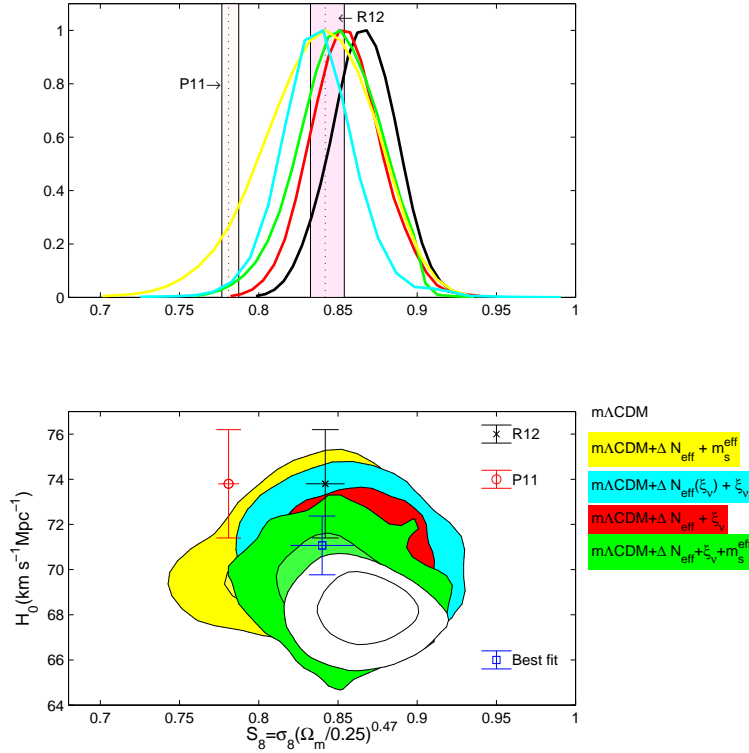 R12
P11
1
0.8
0.6
0.4
0.2
0
0.7 0.75 0.8 0.85 0.9 0.95 1
mΛCDM
mΛCDM+Δ N_eff + m_s^eff
mΛCDM+Δ N_eff(ξ_ν) + ξ_ν
mΛCDM+Δ N_eff + ξ_ν
mΛCDM+Δ N_eff+ξ_ν+m_s^eff
R12
P11
Best fit
76
74
72
70
68
66
64
H_0(km s^−1 Mpc^−1)
0.7 0.75 0.8 0.85 0.9 0.95 1
S_8=σ_8(Ω_m/0.25)^0.47